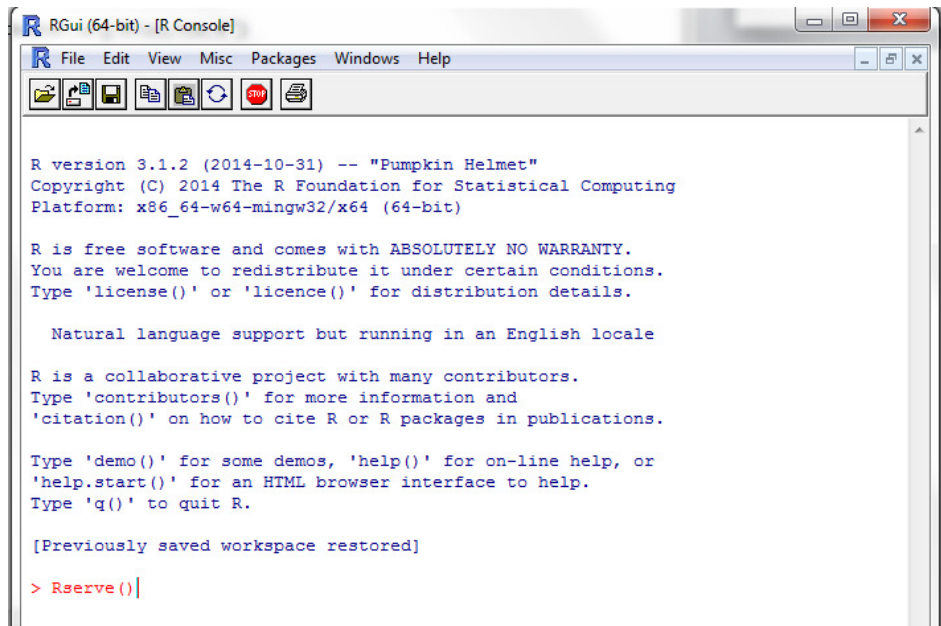 RGui (64-bit) - [R Console]
File Edit View Misc Packages Windows Help
STOP
R version 3.1.2 (2014-10-31) -- "Pumpkin Helmet"
Copyright (C) 2014 The R Foundation for Statistical Computing
Platform: x86_64-w64-mingw32/x64 (64-bit)
R is free software and comes with ABSOLUTELY NO WARRANTY.
You are welcome to redistribute it under certain conditions.
Type 'license()' or 'licence()' for distribution details.
Natural language support but running in an English locale
R is a collaborative project with many contributors.
Type 'contributors()' for more information and
'citation()' on how to cite R or R packages in publications.
Type 'demo()' for some demos, 'help()' for on-line help, or
'help.start()' for an HTML browser interface to help.
Type 'q()' to quit R.
[Previously saved workspace restored]
> Rserve()